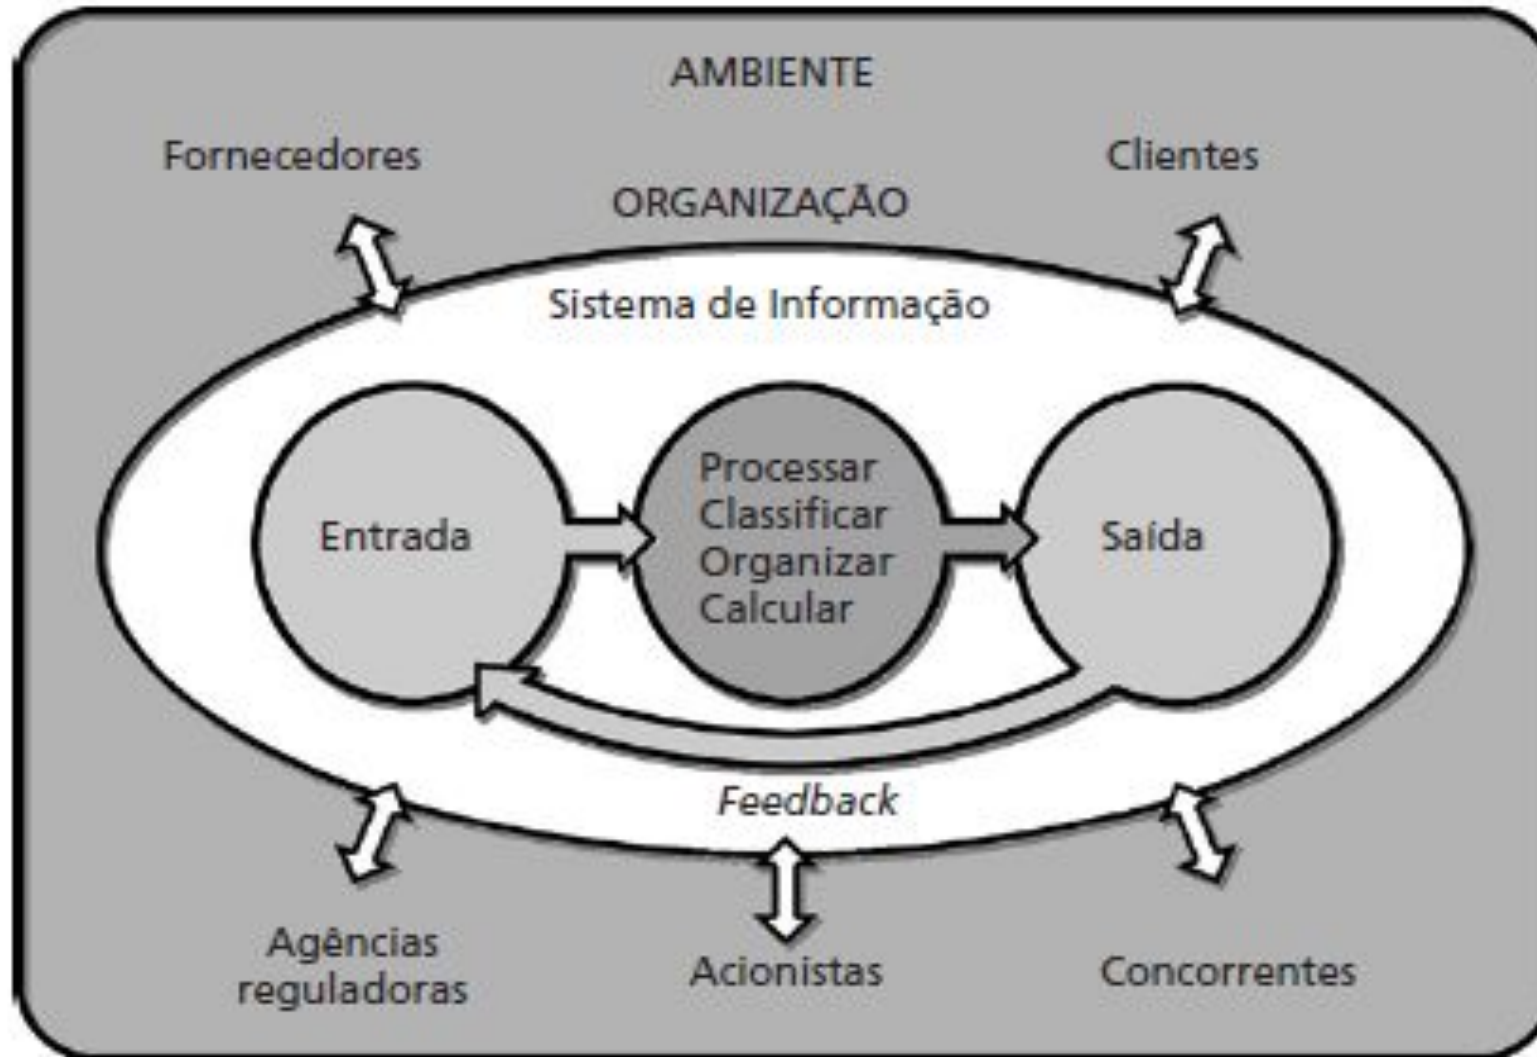 AMBIENTE
Fornecedores
Clientes
ORGANIZAÇÃO
Sistema de Informação
Entrada
Processar
Classificar
Organizar
Calcular
Saída
Feedback
Agências
reguladoras
Acionistas
Concorrentes